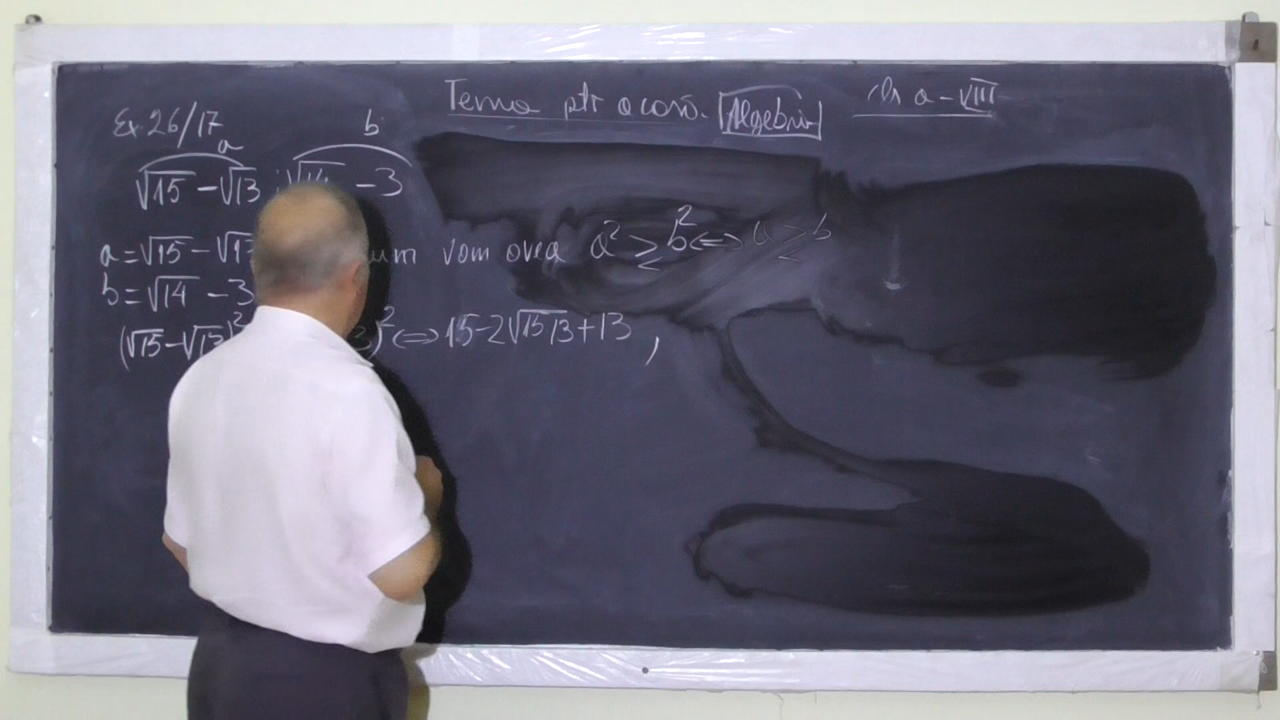 Tema ptr acasă. Algebră cls a-VIII
Ex 26/17
a b
√15 - √13 ; √14 - 3
a = √15 - √13 um vom avea a² ≥ b² <=> a ≥ b
<
b = √14 - 3
(√15 - √13)² )² <=> 15 - 2√15 13 + 13 ,